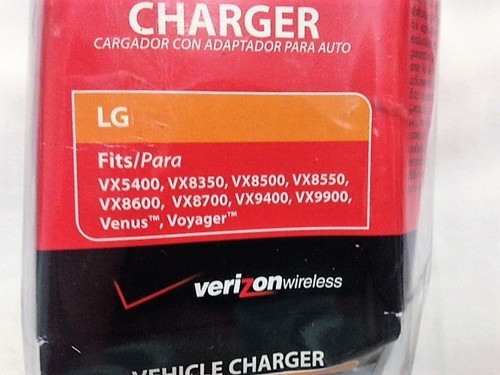 CHARGER
CARGADOR CON ADAPTADOR PARA AUTO
LG
Fits/Para
VX5400, VX8350, VX8500, VX8550,
VX8600, VX8700, VX9400, VX9900,
Venus™, Voyager™
verizonwireless
VEHICLE CHARGER